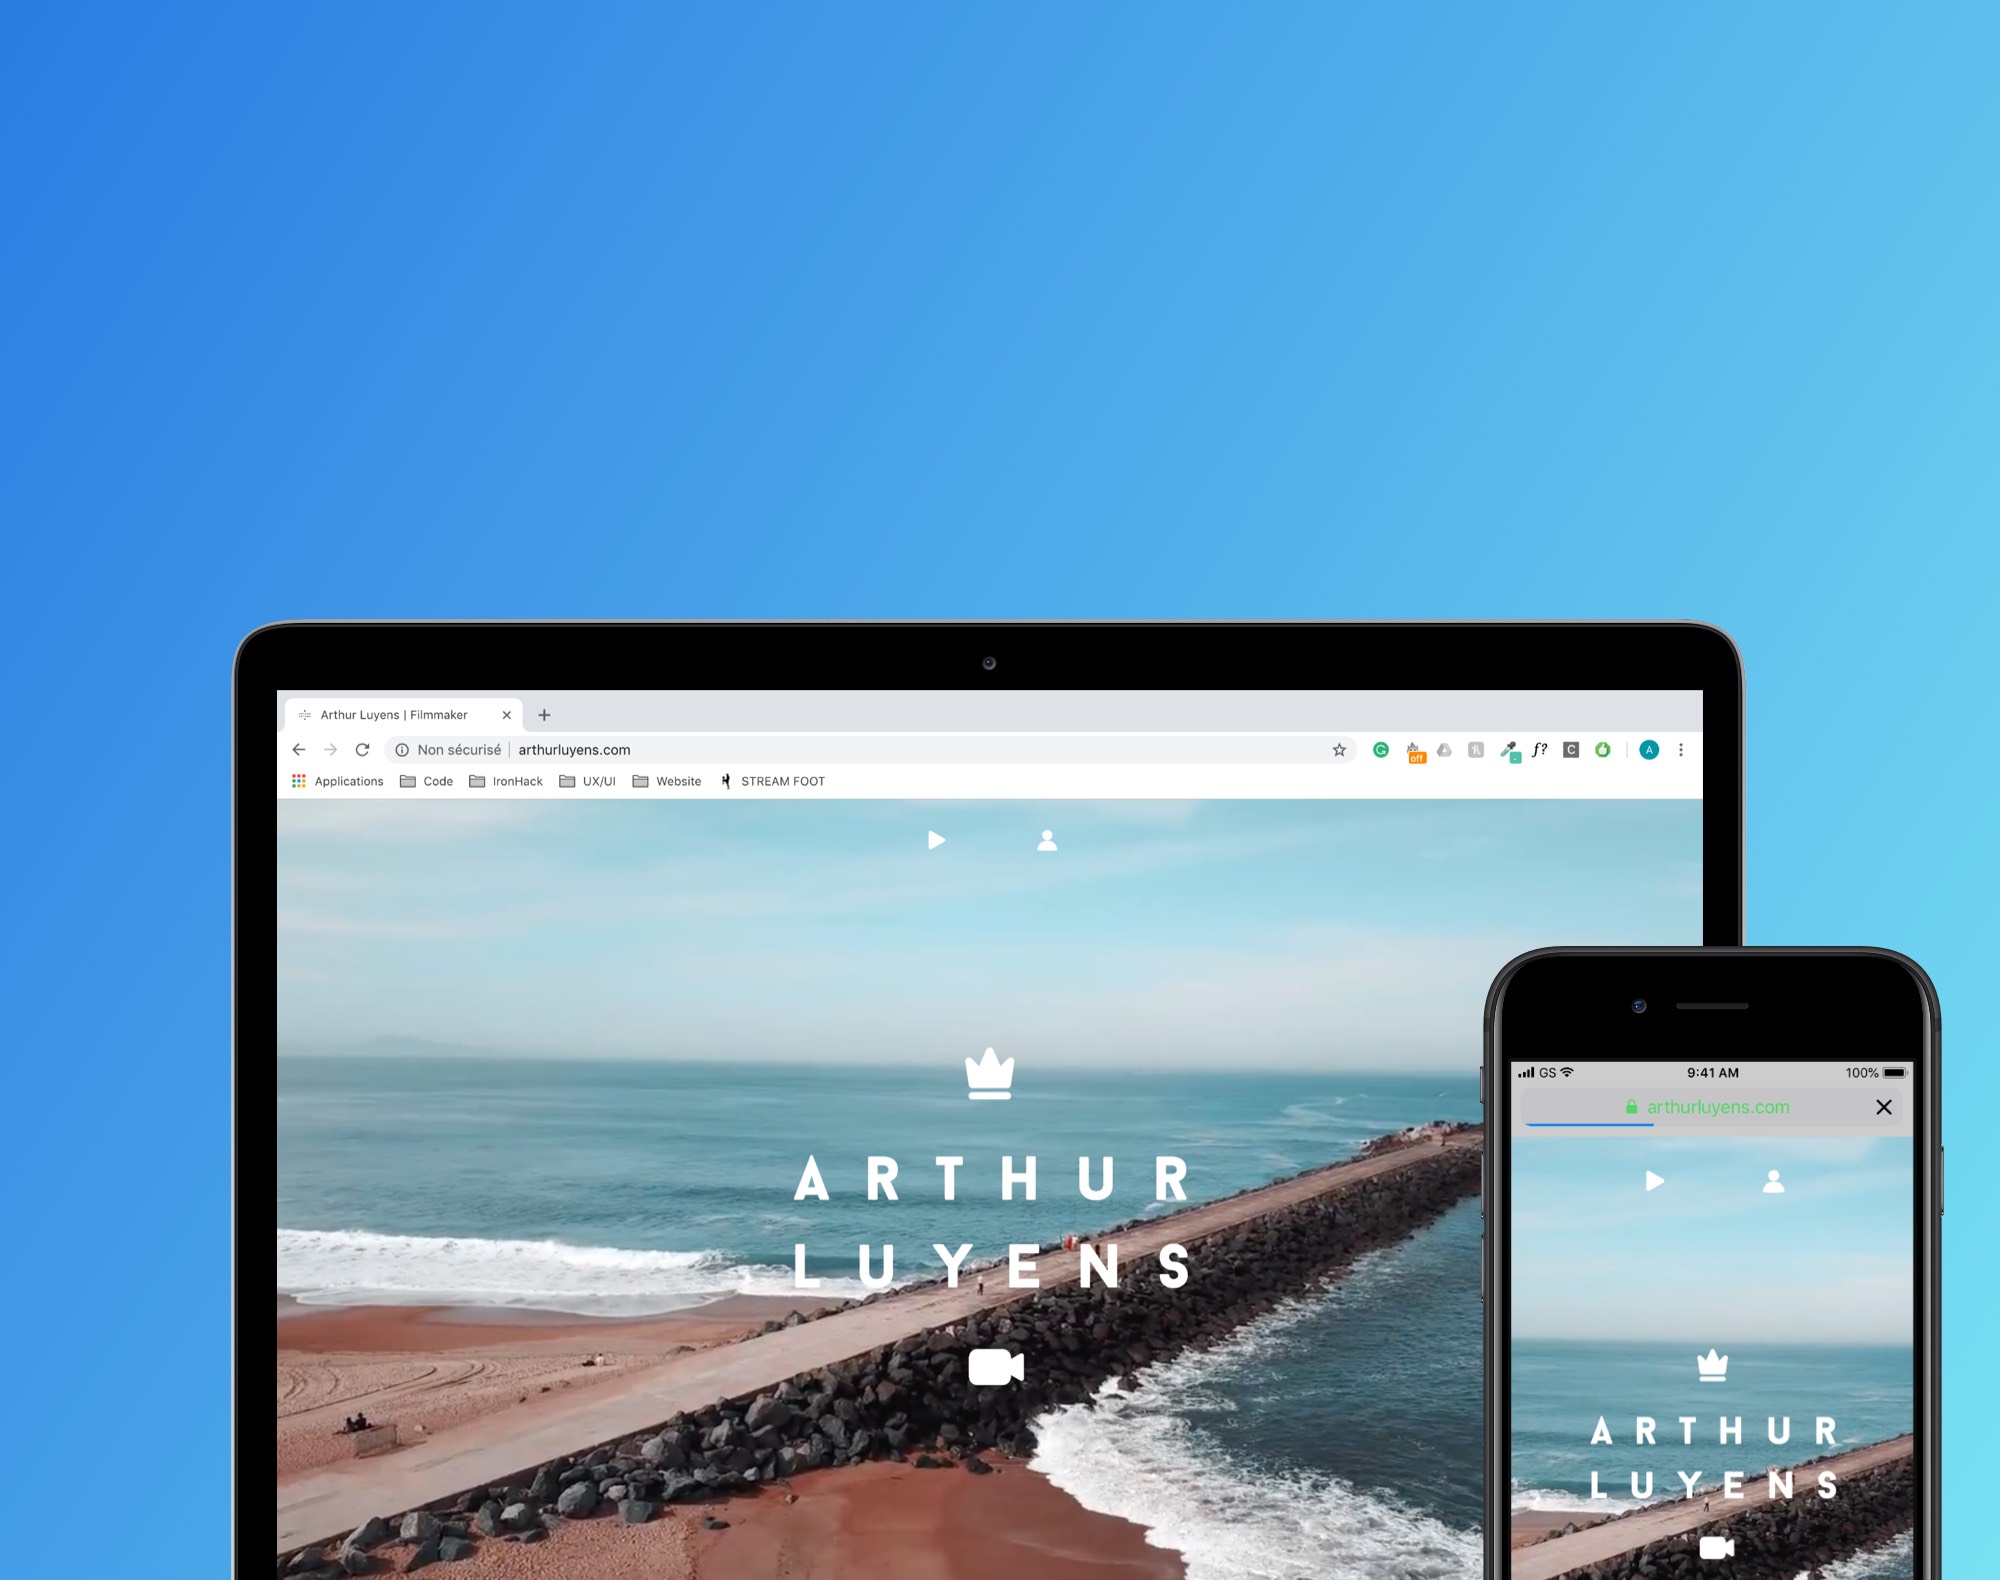 Arthur Luyens | Filmmaker
Non sécurisé | arthurluyens.com
off
f?
C
A
Applications Code IronHack UX/UI Website STREAM FOOT
ARTHUR
LUYENS
GS 9:41 AM 100%
arthurluyens.com
ARTHUR
LUYENS